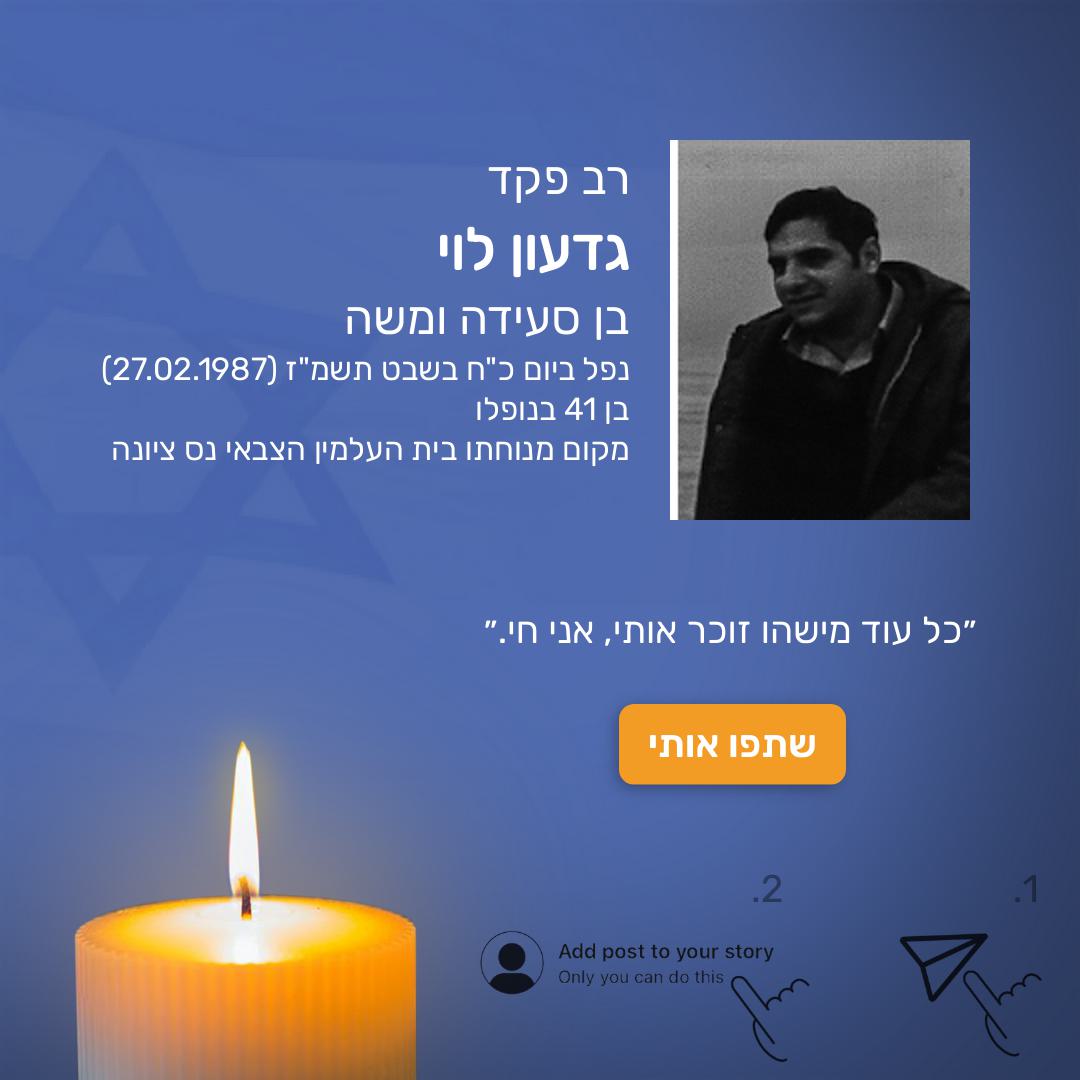 רב פקד
גדעון לוי
בן סעידה ומשה
נפל ביום כ"ח בשבט תשמ"ז (27.02.1987)
בן 41 בנופלו
מקום מנוחתו בית העלמין הצבאי נס ציונה
״כל עוד מישהו זוכר אותי, אני חי.״
שתפו אותי
.1
.2
Add post to your story
Only you can do this